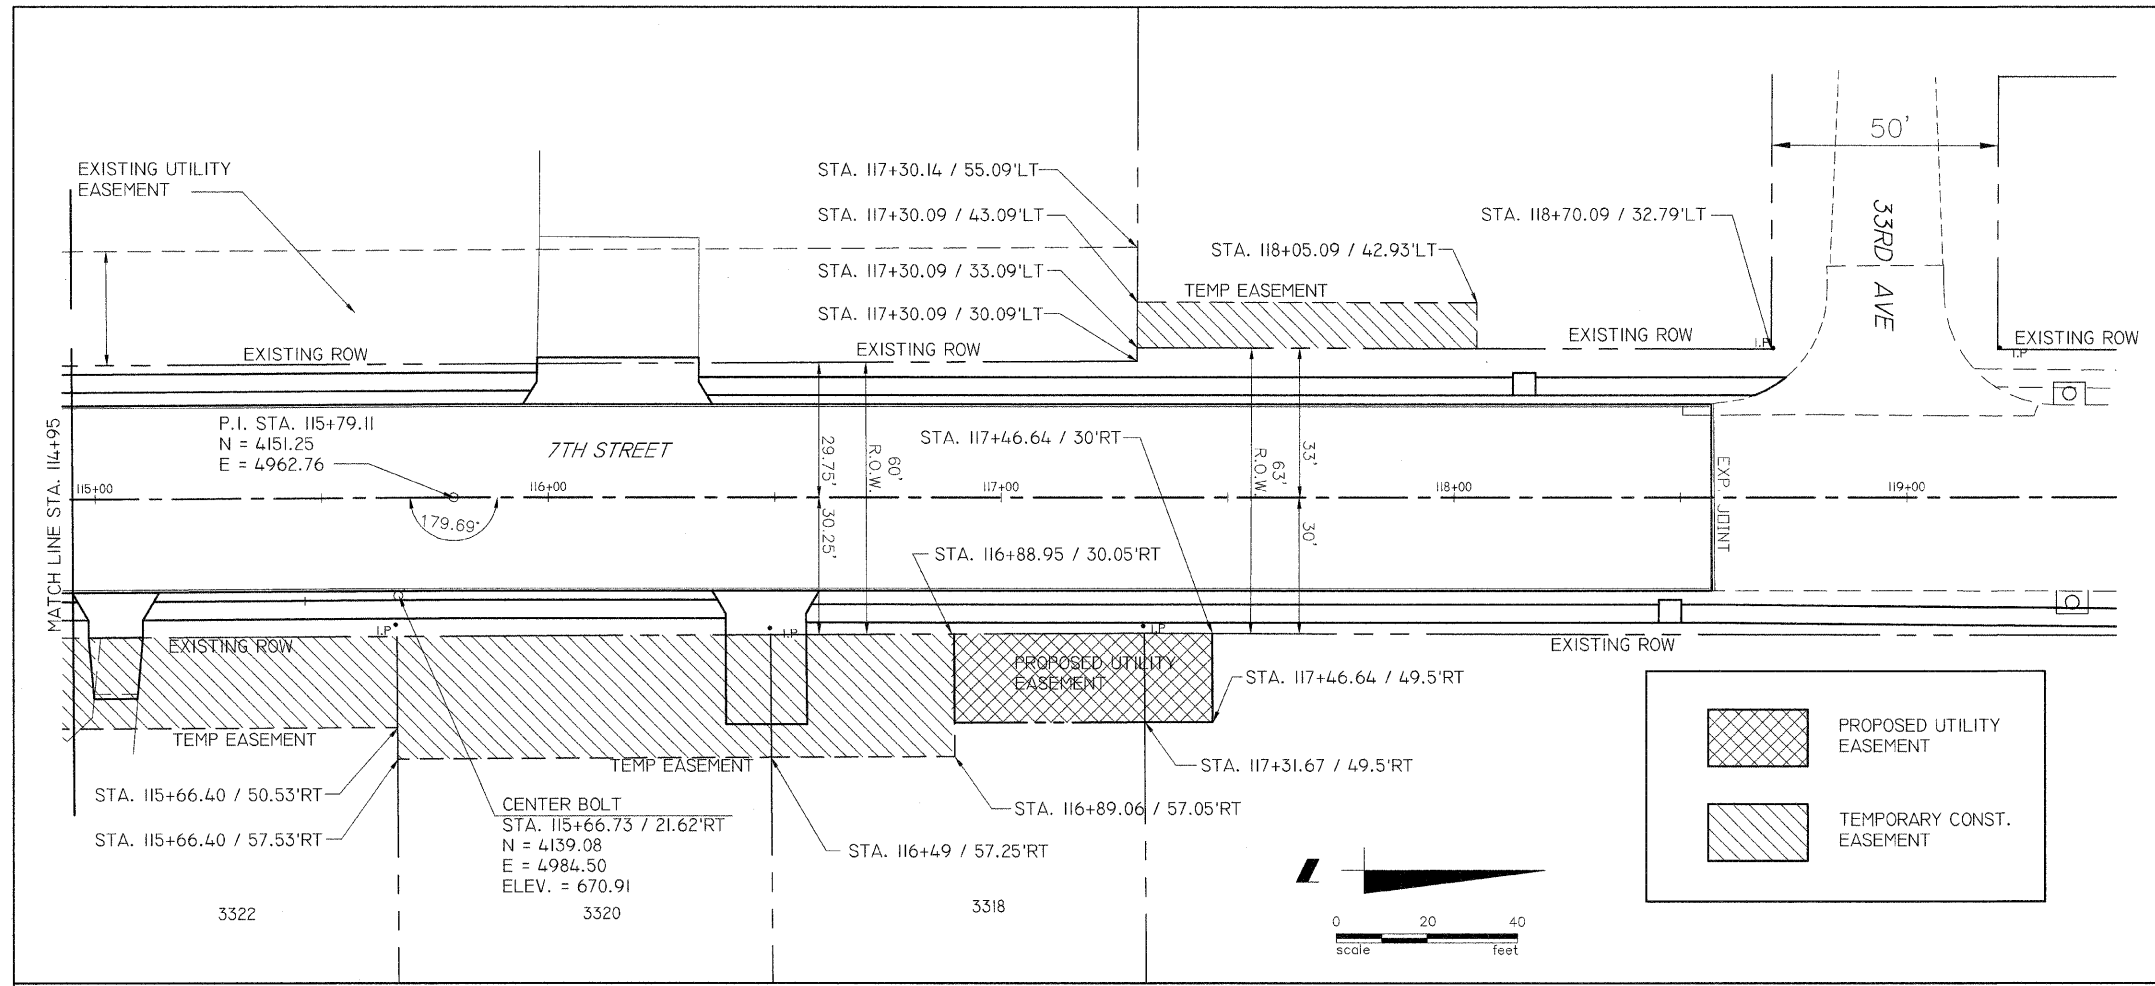 EXISTING UTILITY
EASEMENT
STA. 117+30.14 / 55.09'LT
STA. 117+30.09 / 43.09'LT
STA. 117+30.09 / 33.09'LT
STA. 117+30.09 / 30.09'LT
STA. 118+05.09 / 42.93'LT
STA. 118+70.09 / 32.79'LT
50'
33RD AVE
TEMP EASEMENT
EXISTING ROW
EXISTING ROW
EXISTING ROW
I.P
EXISTING ROW
I.P
MATCH LINE STA. 114+95
P.I. STA. 115+79.11
N = 4151.25
E = 4962.76
7TH STREET
29.75'
60'
R.O.W.
30.25'
STA. 117+46.64 / 30'RT
63'
R.O.W.
33'
30'
EXP. JOINT
115+00
116+00
117+00
118+00
119+00
179.69°
STA. 116+88.95 / 30.05'RT
I.P
I.P
I.P
EXISTING ROW
EXISTING ROW
PROPOSED UTILITY
EASEMENT
STA. 117+46.64 / 49.5'RT
TEMP EASEMENT
TEMP EASEMENT
STA. 117+31.67 / 49.5'RT
STA. 115+66.40 / 50.53'RT
STA. 115+66.40 / 57.53'RT
CENTER BOLT
STA. 115+66.73 / 21.62'RT
N = 4139.08
E = 4984.50
ELEV. = 670.91
STA. 116+89.06 / 57.05'RT
STA. 116+49 / 57.25'RT
3322
3320
3318
0 20 40
scale feet
PROPOSED UTILITY
EASEMENT
TEMPORARY CONST.
EASEMENT